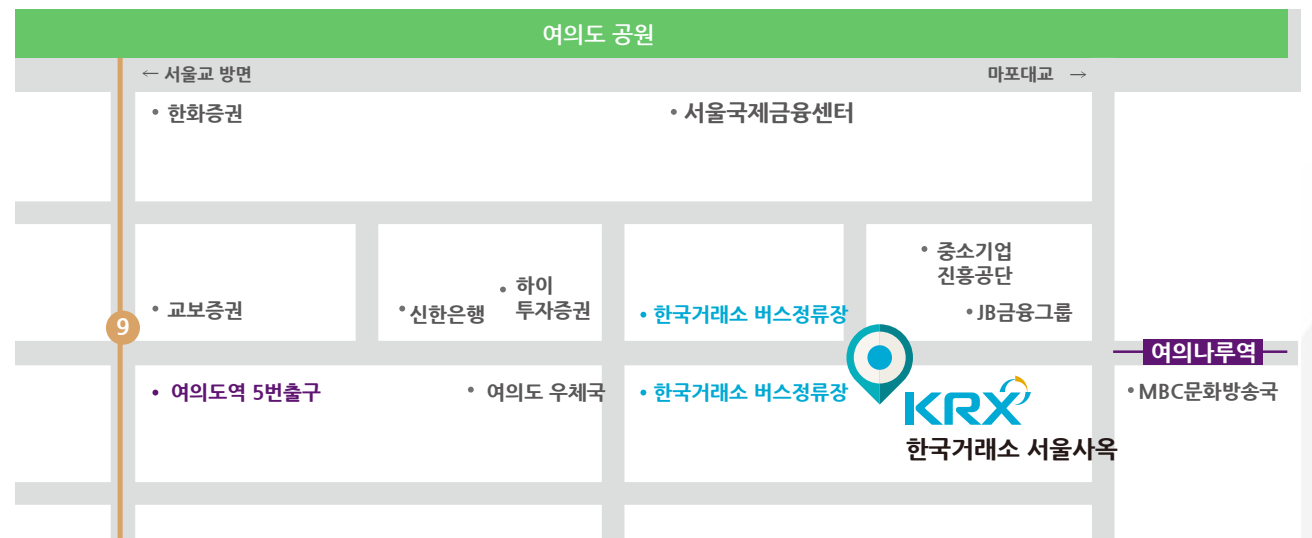 여의도 공원
← 서울교 방면
마포대교 →
• 한화증권
• 서울국제금융센터
• 중소기업
진흥공단
• 하이
투자증권
• 교보증권
• 신한은행
• 한국거래소 버스정류장
• JB금융그룹
9
여의나루역
• 여의도역 5번출구
• 여의도 우체국
• 한국거래소 버스정류장
KRX
• MBC문화방송국
한국거래소 서울사옥